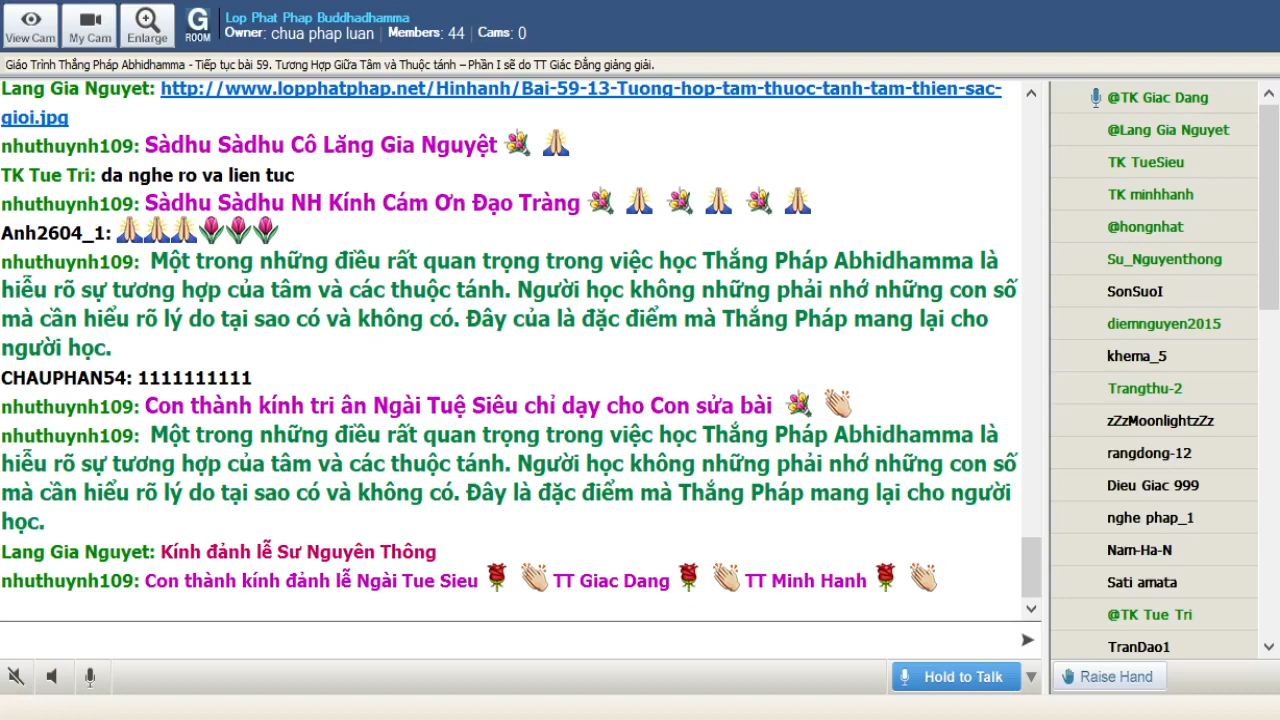 View Cam
My Cam
Enlarge
G
ROOM
Lop Phat Phap Buddhadhamma
Owner: chua phap luan | Members: 44 | Cams: 0
Giáo Trình Thắng Pháp Abhidhamma - Tiếp tục bài 59. Tương Hợp Giữa Tâm và Thuộc tánh – Phần I sẽ do TT Giác Đẳng giảng giải.
Lang Gia Nguyet: http://www.lopphatphap.net/Hinhanh/Bai-59-13-Tuong-hop-tam-thuoc-tanh-tam-thien-sac-
gioi.jpg
nhuthuynh109: Sàdhu Sàdhu Cô Lăng Gia Nguyệt
TK Tue Tri: da nghe ro va lien tuc
nhuthuynh109: Sàdhu Sàdhu NH Kính Cám Ơn Đạo Tràng
Anh2604_1:
nhuthuynh109: Một trong những điều rất quan trọng trong việc học Thắng Pháp Abhidhamma là
hiễu rõ sự tương hợp của tâm và các thuộc tánh. Người học không những phải nhớ những con số
mà cần hiểu rõ lý do tại sao có và không có. Đây của là đặc điểm mà Thắng Pháp mang lại cho
người học.
CHAUPHAN54: 1111111111
nhuthuynh109: Con thành kính tri ân Ngài Tuệ Siêu chỉ dạy cho Con sửa bài
nhuthuynh109: Một trong những điều rất quan trọng trong việc học Thắng Pháp Abhidhamma là
hiễu rõ sự tương hợp của tâm và các thuộc tánh. Người học không những phải nhớ những con số
mà cần hiểu rõ lý do tại sao có và không có. Đây là đặc điểm mà Thắng Pháp mang lại cho người
học.
Lang Gia Nguyet: Kính đảnh lễ Sư Nguyên Thông
nhuthuynh109: Con thành kính đảnh lễ Ngài Tue Sieu TT Giac Dang TT Minh Hanh
@TK Giac Dang
@Lang Gia Nguyet
TK TueSieu
TK minhhanh
@hongnhat
Su_Nguyenthong
SonSuoI
diemnguyen2015
khema_5
Trangthu-2
zZzMoonlightzZz
rangdong-12
Dieu Giac 999
nghe phap_1
Nam-Ha-N
Sati amata
@TK Tue Tri
TranDao1
Hold to Talk
Raise Hand